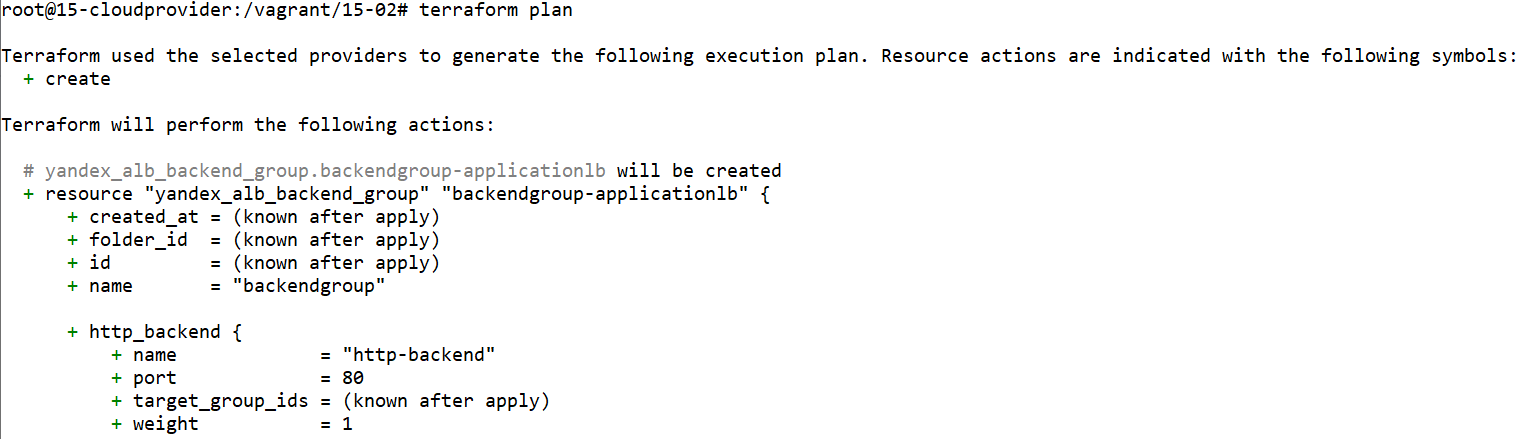 root@15-cloudprovider:/vagrant/15-02# terraform plan
Terraform used the selected providers to generate the following execution plan. Resource actions are indicated with the following symbols:
  + create
Terraform will perform the following actions:
  # yandex_alb_backend_group.backendgroup-applicationlb will be created
  + resource "yandex_alb_backend_group" "backendgroup-applicationlb" {
      + created_at = (known after apply)
      + folder_id  = (known after apply)
      + id         = (known after apply)
      + name       = "backendgroup"
      + http_backend {
          + name             = "http-backend"
          + port             = 80
          + target_group_ids = (known after apply)
          + weight           = 1